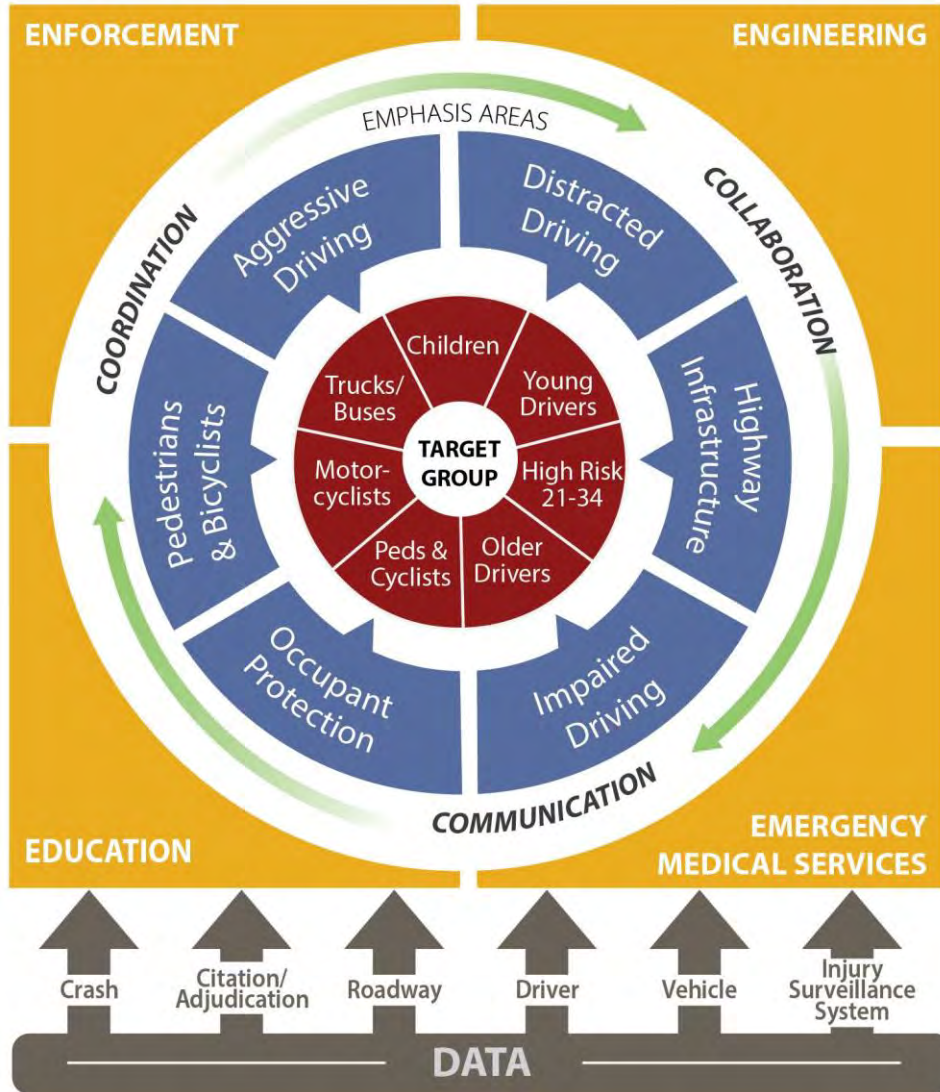 ENFORCEMENT
ENGINEERING
EMPHASIS AREAS
COORDINATION
COLLABORATION
COMMUNICATION
Aggressive
Driving
Distracted
Driving
Highway
Infrastructure
Impaired
Driving
Occupant
Protection
Pedestrians
& Bicyclists
Children
Young
Drivers
High Risk
21-34
Older
Drivers
Peds &
Cyclists
Motor-
cyclists
Trucks/
Buses
TARGET
GROUP
EDUCATION
EMERGENCY
MEDICAL SERVICES
Crash
Citation/
Adjudication
Roadway
Driver
Vehicle
Injury
Surveillance
System
DATA